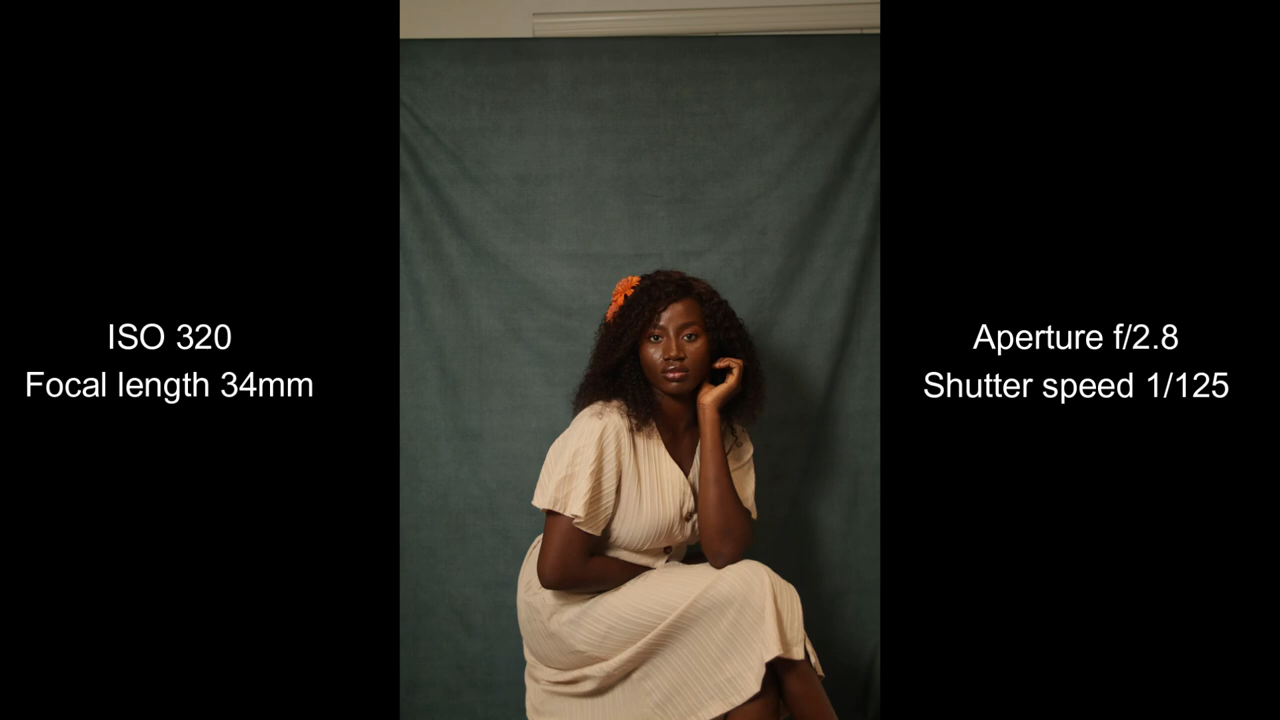 ISO 320
Focal length 34mm
Aperture f/2.8
Shutter speed 1/125